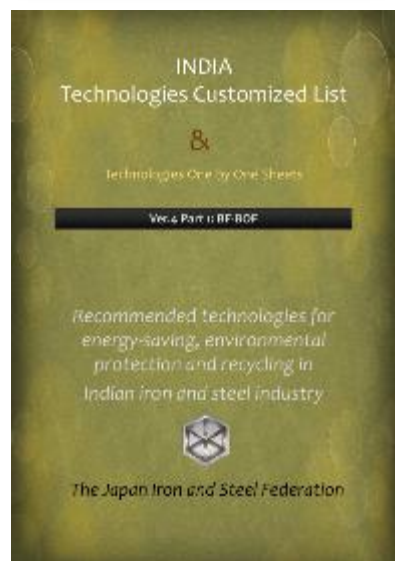 INDIA
Technologies Customized List
&
Technologies One by One Sheets
Ver.4 Part 1: BF-BOF
Recommended technologies for
energy-saving, environmental
protection and recycling in
Indian iron and steel industry
The Japan Iron and Steel Federation